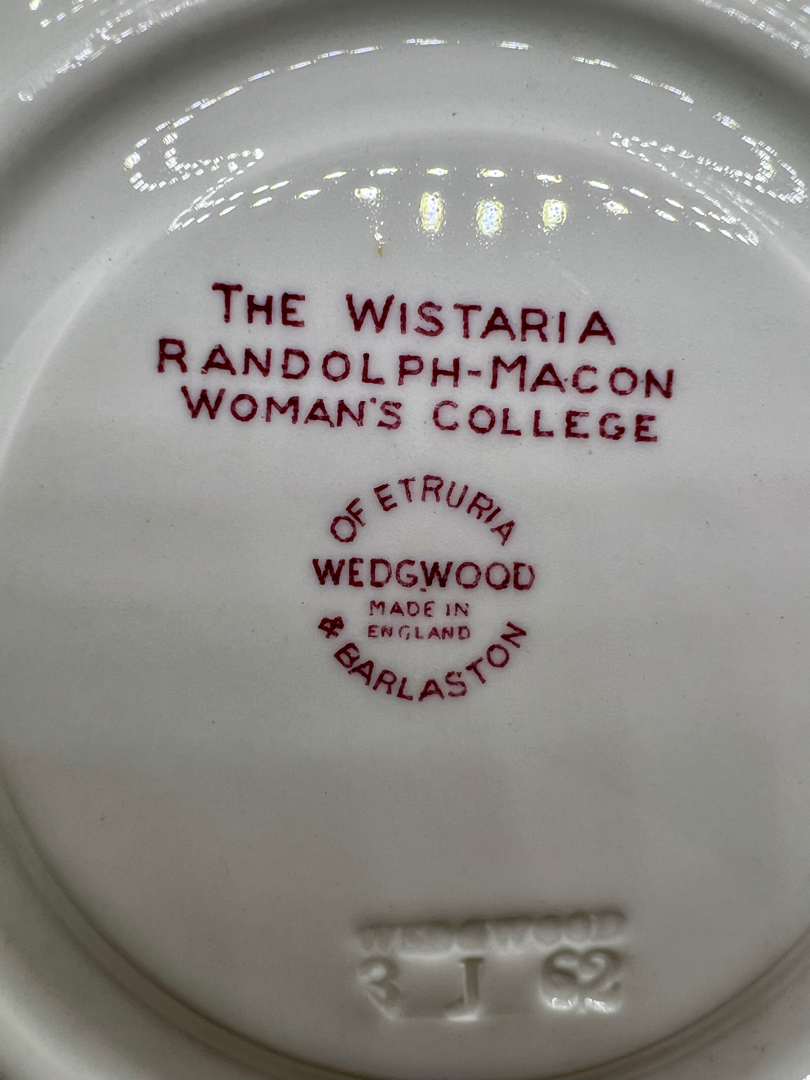 THE WISTARIA
RANDOLPH-MACON
WOMAN'S COLLEGE
OF ETRURIA
WEDGWOOD
MADE IN
ENGLAND
& BARLASTON
WEDGWOOD
3 J 62